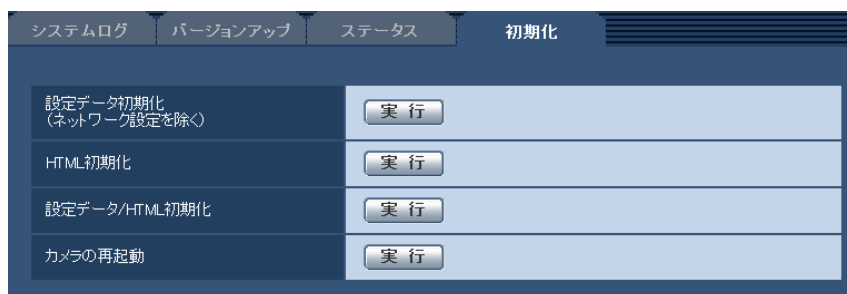 システムログ バージョンアップ ステータス 初期化
設定データ初期化
(ネットワーク設定を除く)
実 行
HTML初期化
実 行
設定データ/HTML初期化
実 行
カメラの再起動
実 行